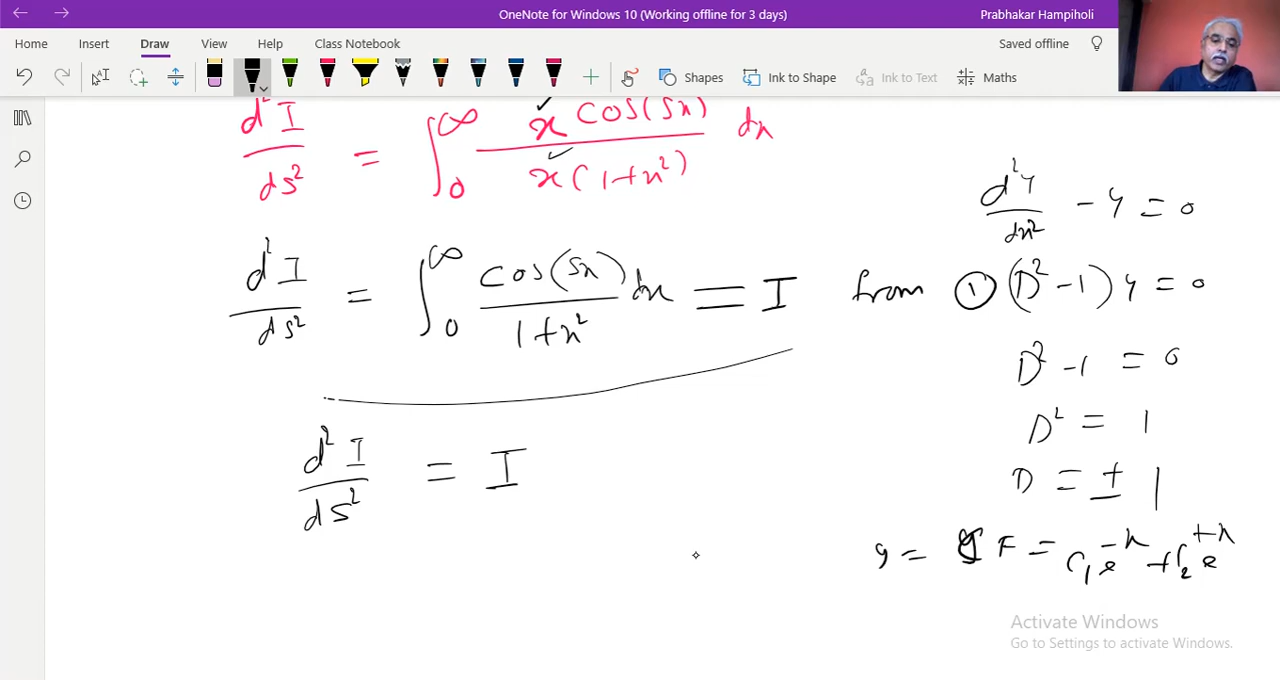 OneNote for Windows 10 (Working offline for 3 days)
Prabhakar Hampiholi
Home Insert Draw View Help Class Notebook Saved offline
Shapes Ink to Shape Ink to Text Maths
d²I/ds² = ∫₀^∞ x cos(sx) / x(1+x²) dx
d²I/ds² = ∫₀^∞ cos(sx)/(1+x²) dx = I from ①
d²I/ds² = I
d²y/dx² - y = 0
(D² - 1) y = 0
D² - 1 = 0
D² = 1
D = ± 1
y = CF = C₁e^-x + C₂e^+x
Activate Windows
Go to Settings to activate Windows.